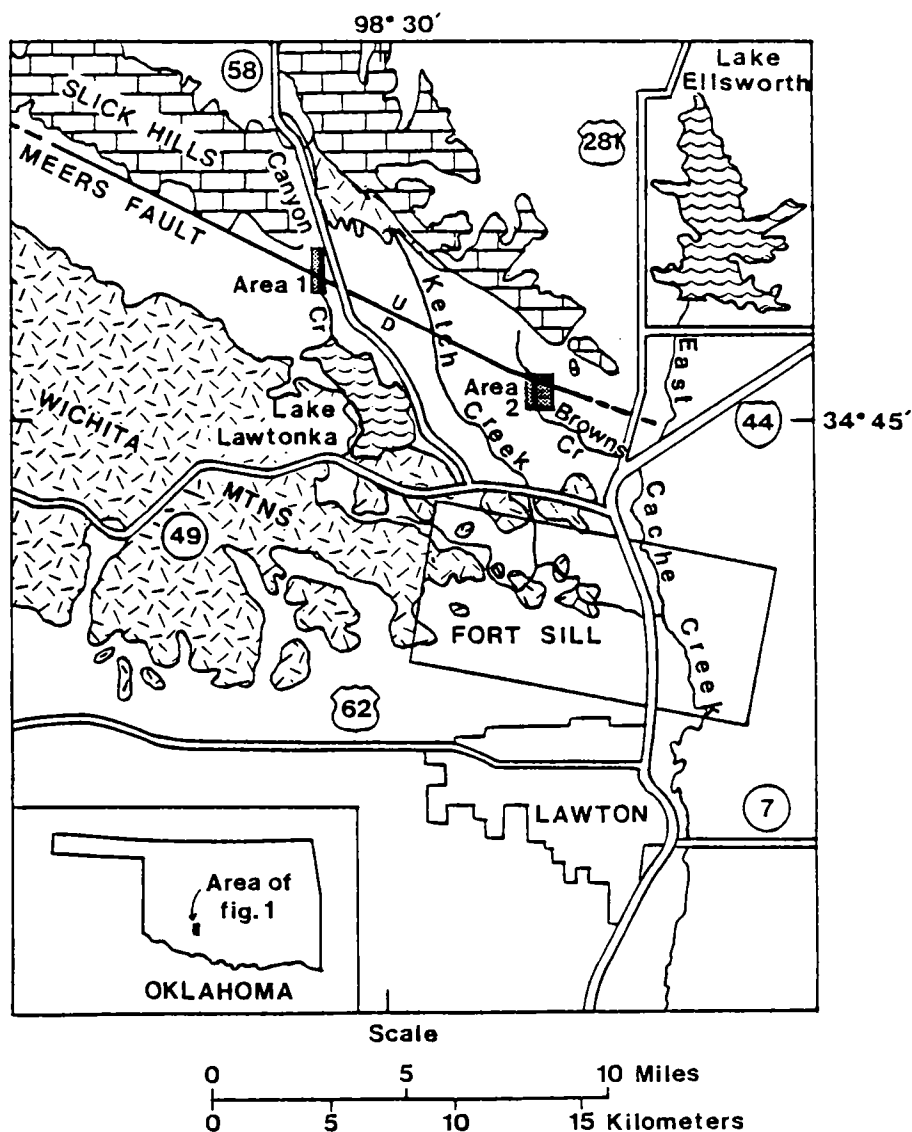 98° 30′
58
Lake
Ellsworth
SLICK HILLS
281
MEERS FAULT
Canyon
Cr
Area 1
U
D
Ketch
Creek
Area
2
Browns
Cr
East
Cache
Creek
44
34° 45′
WICHITA
MTNS
Lake
Lawtonka
49
FORT SILL
62
LAWTON
7
Area of
fig. 1
OKLAHOMA
Scale
0 5 10 Miles
0 5 10 15 Kilometers